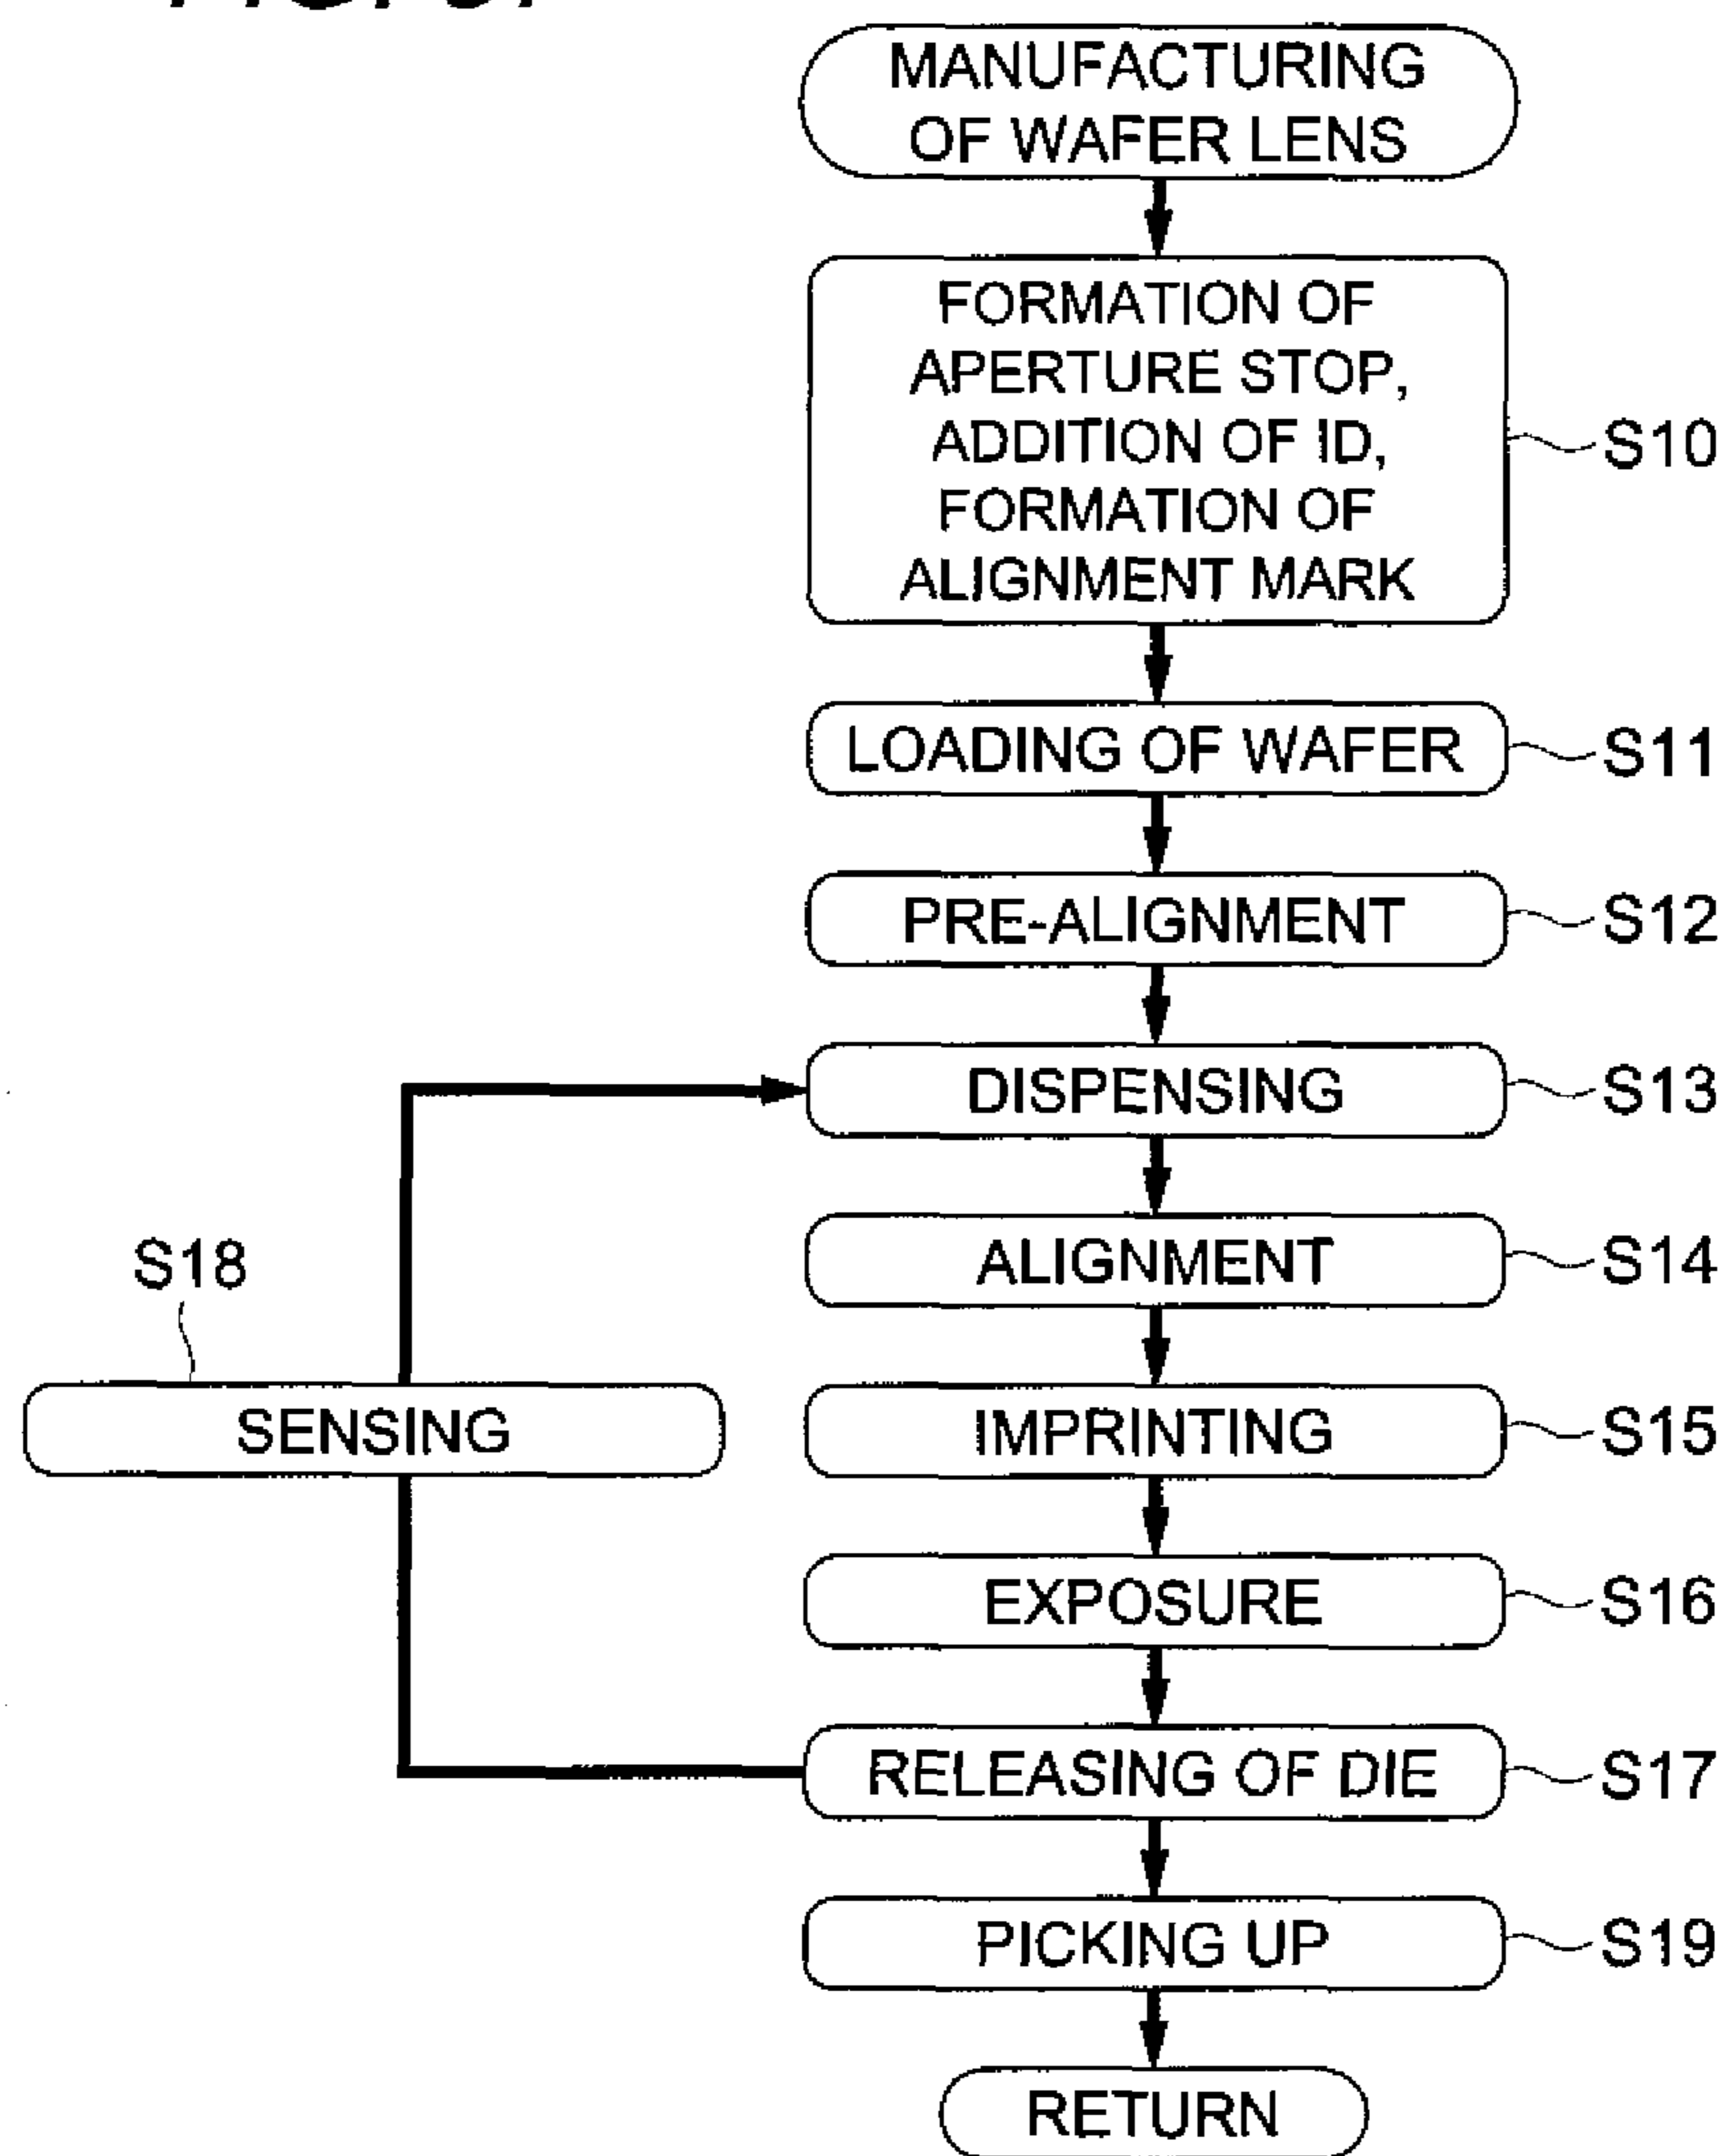 MANUFACTURING
OF WAFER LENS
FORMATION OF
APERTURE STOP,
ADDITION OF ID,
FORMATION OF
ALIGNMENT MARK
S10
LOADING OF WAFER
S11
PRE-ALIGNMENT
S12
DISPENSING
S13
ALIGNMENT
S14
S18
SENSING
IMPRINTING
S15
EXPOSURE
S16
RELEASING OF DIE
S17
PICKING UP
S19
RETURN